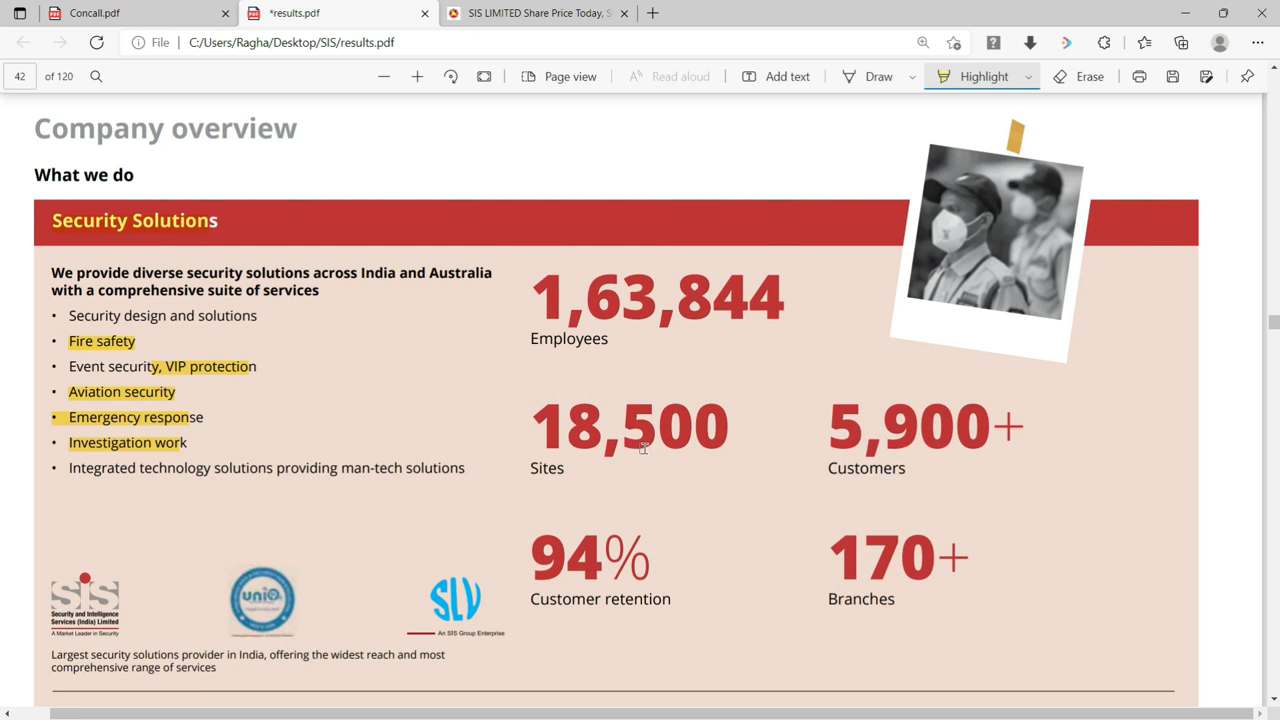 Concall.pdf
*results.pdf
SIS LIMITED Share Price Today, S
File
C:/Users/Ragha/Desktop/SIS/results.pdf
42
of 120
Page view
Read aloud
Add text
Draw
Highlight
Erase
Company overview
What we do
Security Solutions
We provide diverse security solutions across India and Australia
with a comprehensive suite of services
• Security design and solutions
• Fire safety
• Event security, VIP protection
• Aviation security
• Emergency response
• Investigation work
• Integrated technology solutions providing man-tech solutions
1,63,844
Employees
18,500
Sites
5,900+
Customers
94%
Customer retention
170+
Branches
SIS
Security and Intelligence
Services (India) Limited
A Market Leader in Security
uniq
SLV
An SIS Group Enterprise
Largest security solutions provider in India, offering the widest reach and most
comprehensive range of services